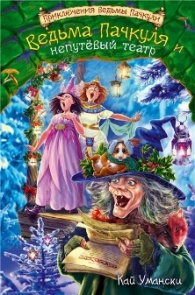 Приключения ведьмы Пачкули
Ведьма Пачкуля и
непутёвый театр
Кай Умански